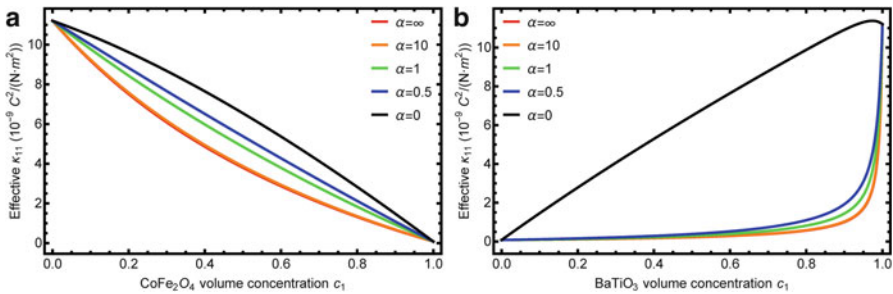 a
Effective κ₁₁ (10⁻⁹ C²/(N·m²))
10
8
6
4
2
0
α=∞
α=10
α=1
α=0.5
α=0
0.0 0.2 0.4 0.6 0.8 1.0
CoFe₂O₄ volume concentration c₁
b
Effective κ₁₁ (10⁻⁹ C²/(N·m²))
10
8
6
4
2
0
α=∞
α=10
α=1
α=0.5
α=0
0.0 0.2 0.4 0.6 0.8 1.0
BaTiO₃ volume concentration c₁